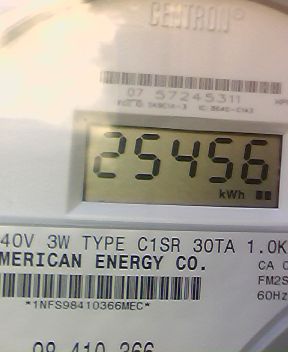 CENTRON
07 57245311
25456
kWh
40V 3W TYPE C1SR 30TA 1.0K
MERICAN ENERGY CO.
CA 0
FM2S
*1NFS98410366MEC*
60Hz
98 410 366